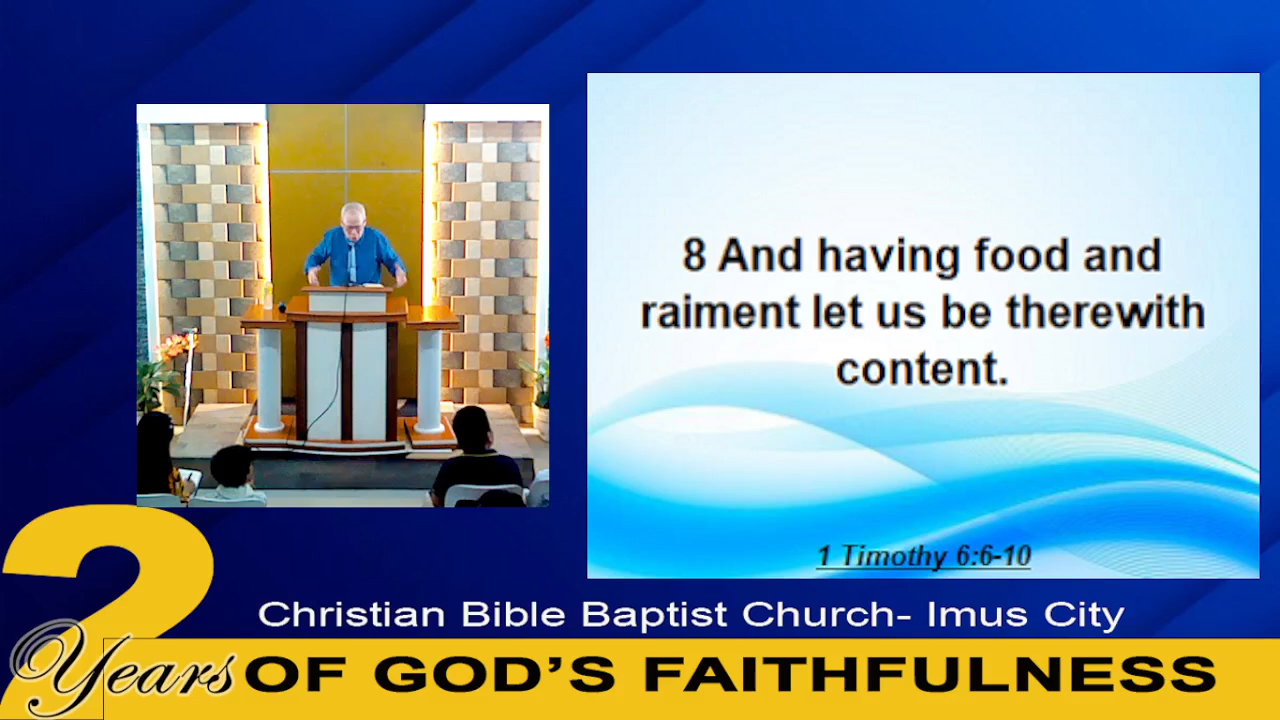 8 And having food and
raiment let us be therewith
content.
1 Timothy 6:6-10
Christian Bible Baptist Church- Imus City
2
Years OF GOD'S FAITHFULNESS